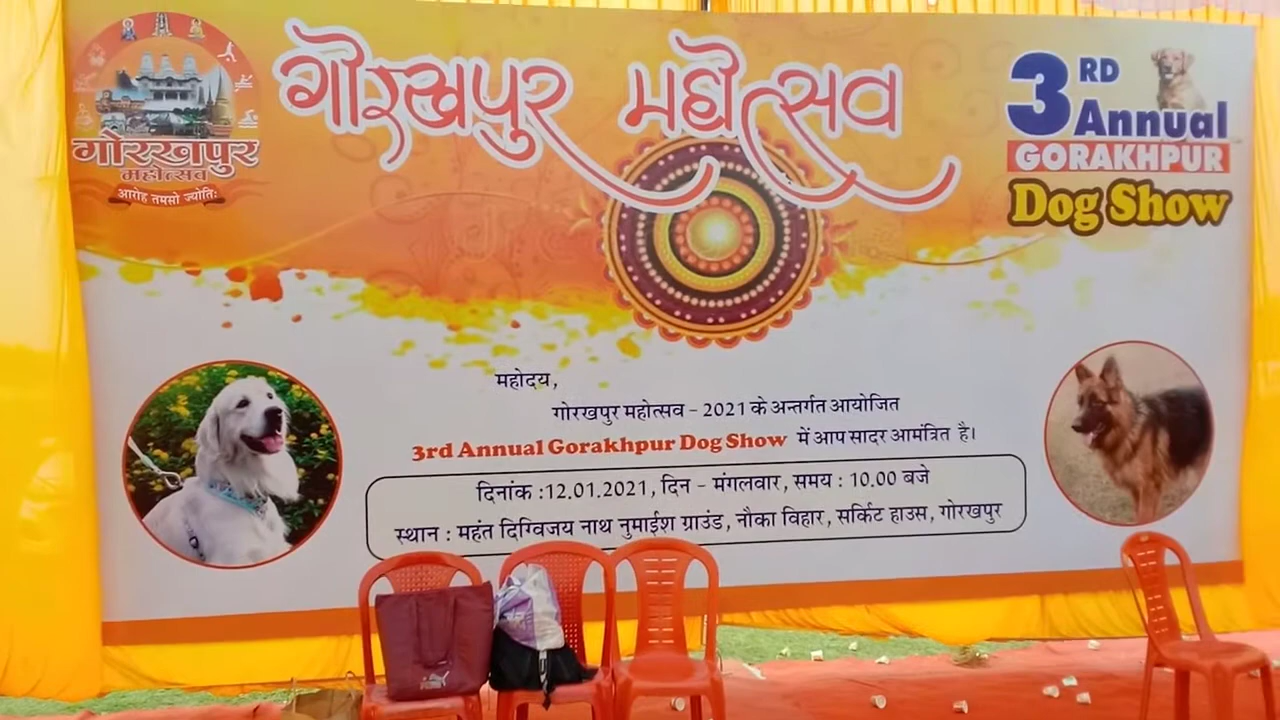 गोरखपुर महोत्सव
गोरखपुर
महोत्सव
आरोह तमसो ज्योतिः
3RD
Annual
GORAKHPUR
Dog Show
महोदय,
गोरखपुर महोत्सव - 2021 के अन्तर्गत आयोजित
3rd Annual Gorakhpur Dog Show में आप सादर आमंत्रित है।
दिनांक :12.01.2021, दिन - मंगलवार, समय : 10.00 बजे
स्थान : महंत दिग्विजय नाथ नुमाईश ग्राउंड, नौका विहार, सर्किट हाउस, गोरखपुर